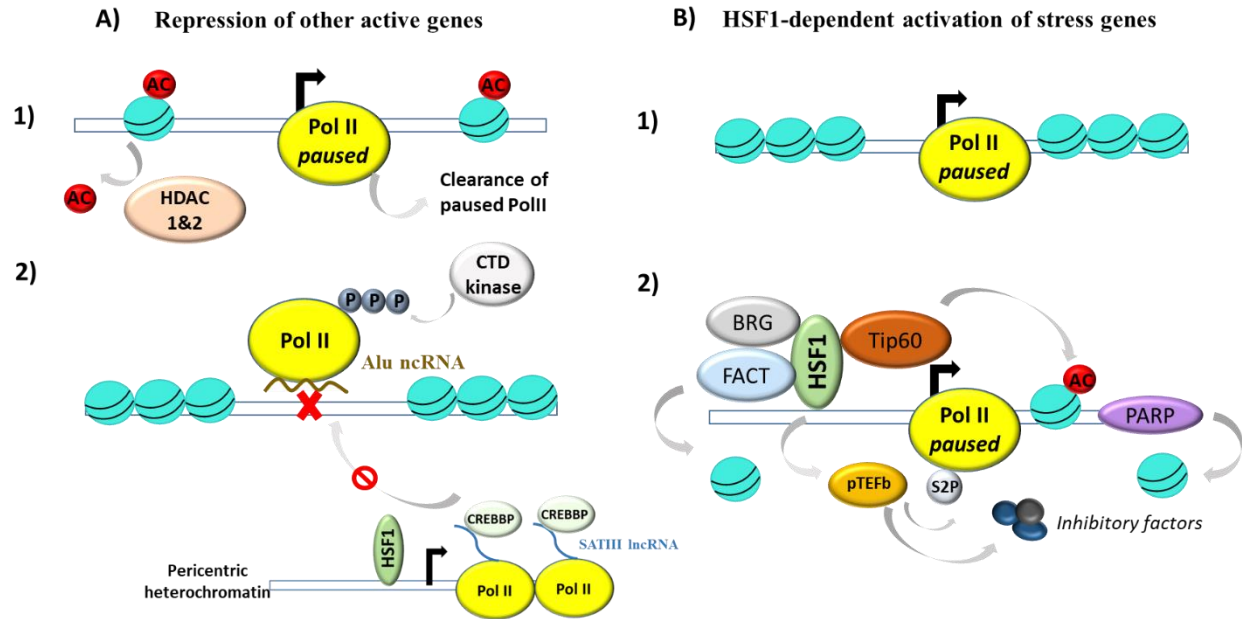 A) Repression of other active genes
1)
AC
AC
Pol II
paused
AC
HDAC
1&2
Clearance of
paused PolII
2)
CTD
kinase
P P P
Pol II
Alu ncRNA
CREBBP
CREBBP
SATIII lncRNA
HSF1
Pericentric
heterochromatin
Pol II
Pol II
B) HSF1-dependent activation of stress genes
1)
Pol II
paused
2)
BRG
HSF1
Tip60
FACT
AC
Pol II
paused
PARP
pTEFb
S2P
Inhibitory factors